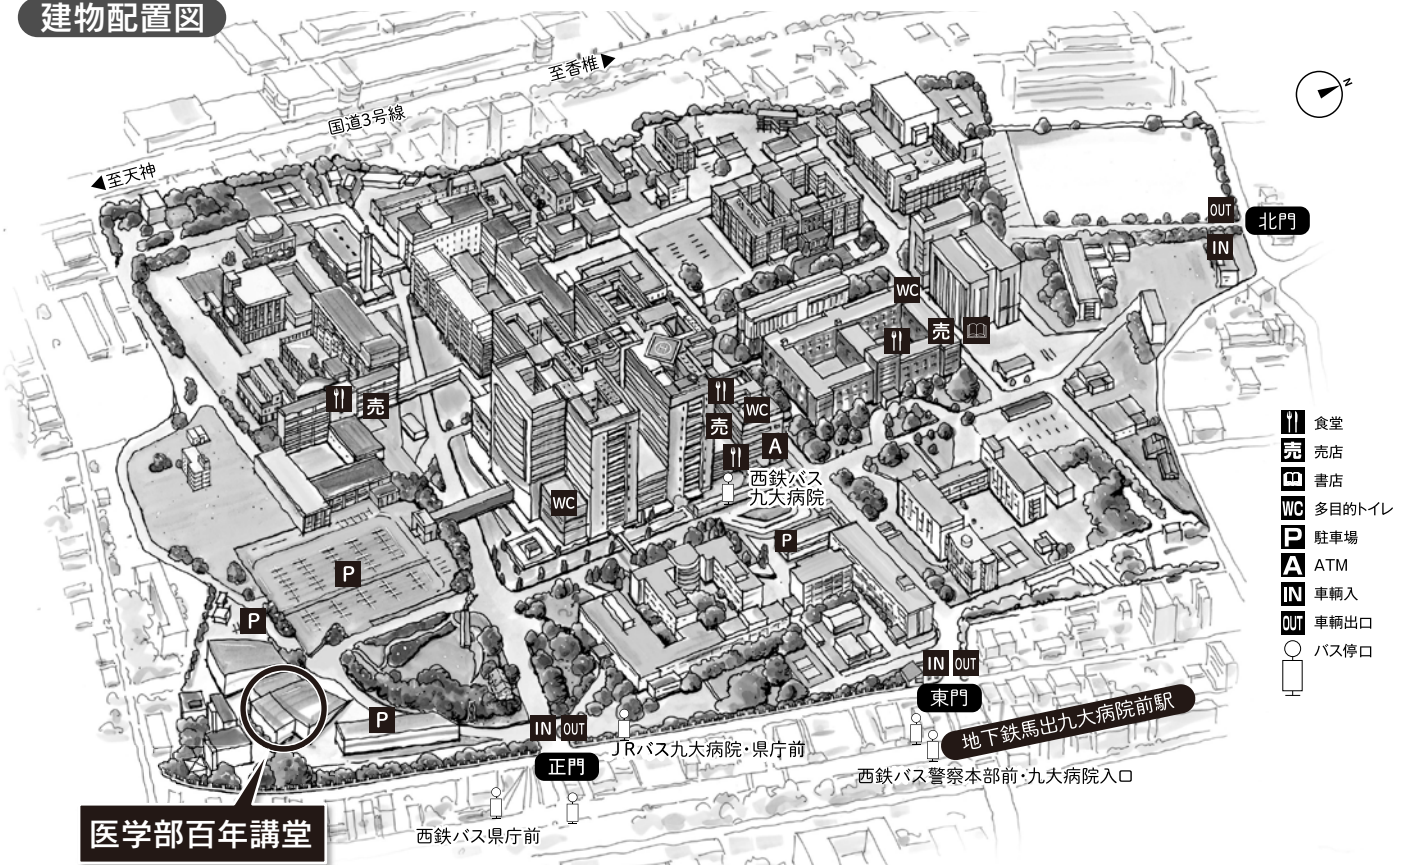 建物配置図
至香椎
国道3号線
至天神
N
OUT
北門
IN
WC
売
売
WC
売
A
西鉄バス
九大病院
WC
P
P
P
P
IN OUT
東門
地下鉄馬出九大病院前駅
IN OUT
正門
JRバス九大病院・県庁前
西鉄バス警察本部前・九大病院入口
西鉄バス県庁前
医学部百年講堂
食堂
売 売店
書店
WC 多目的トイレ
P 駐車場
A ATM
IN 車輌入
OUT 車輌出口
バス停口